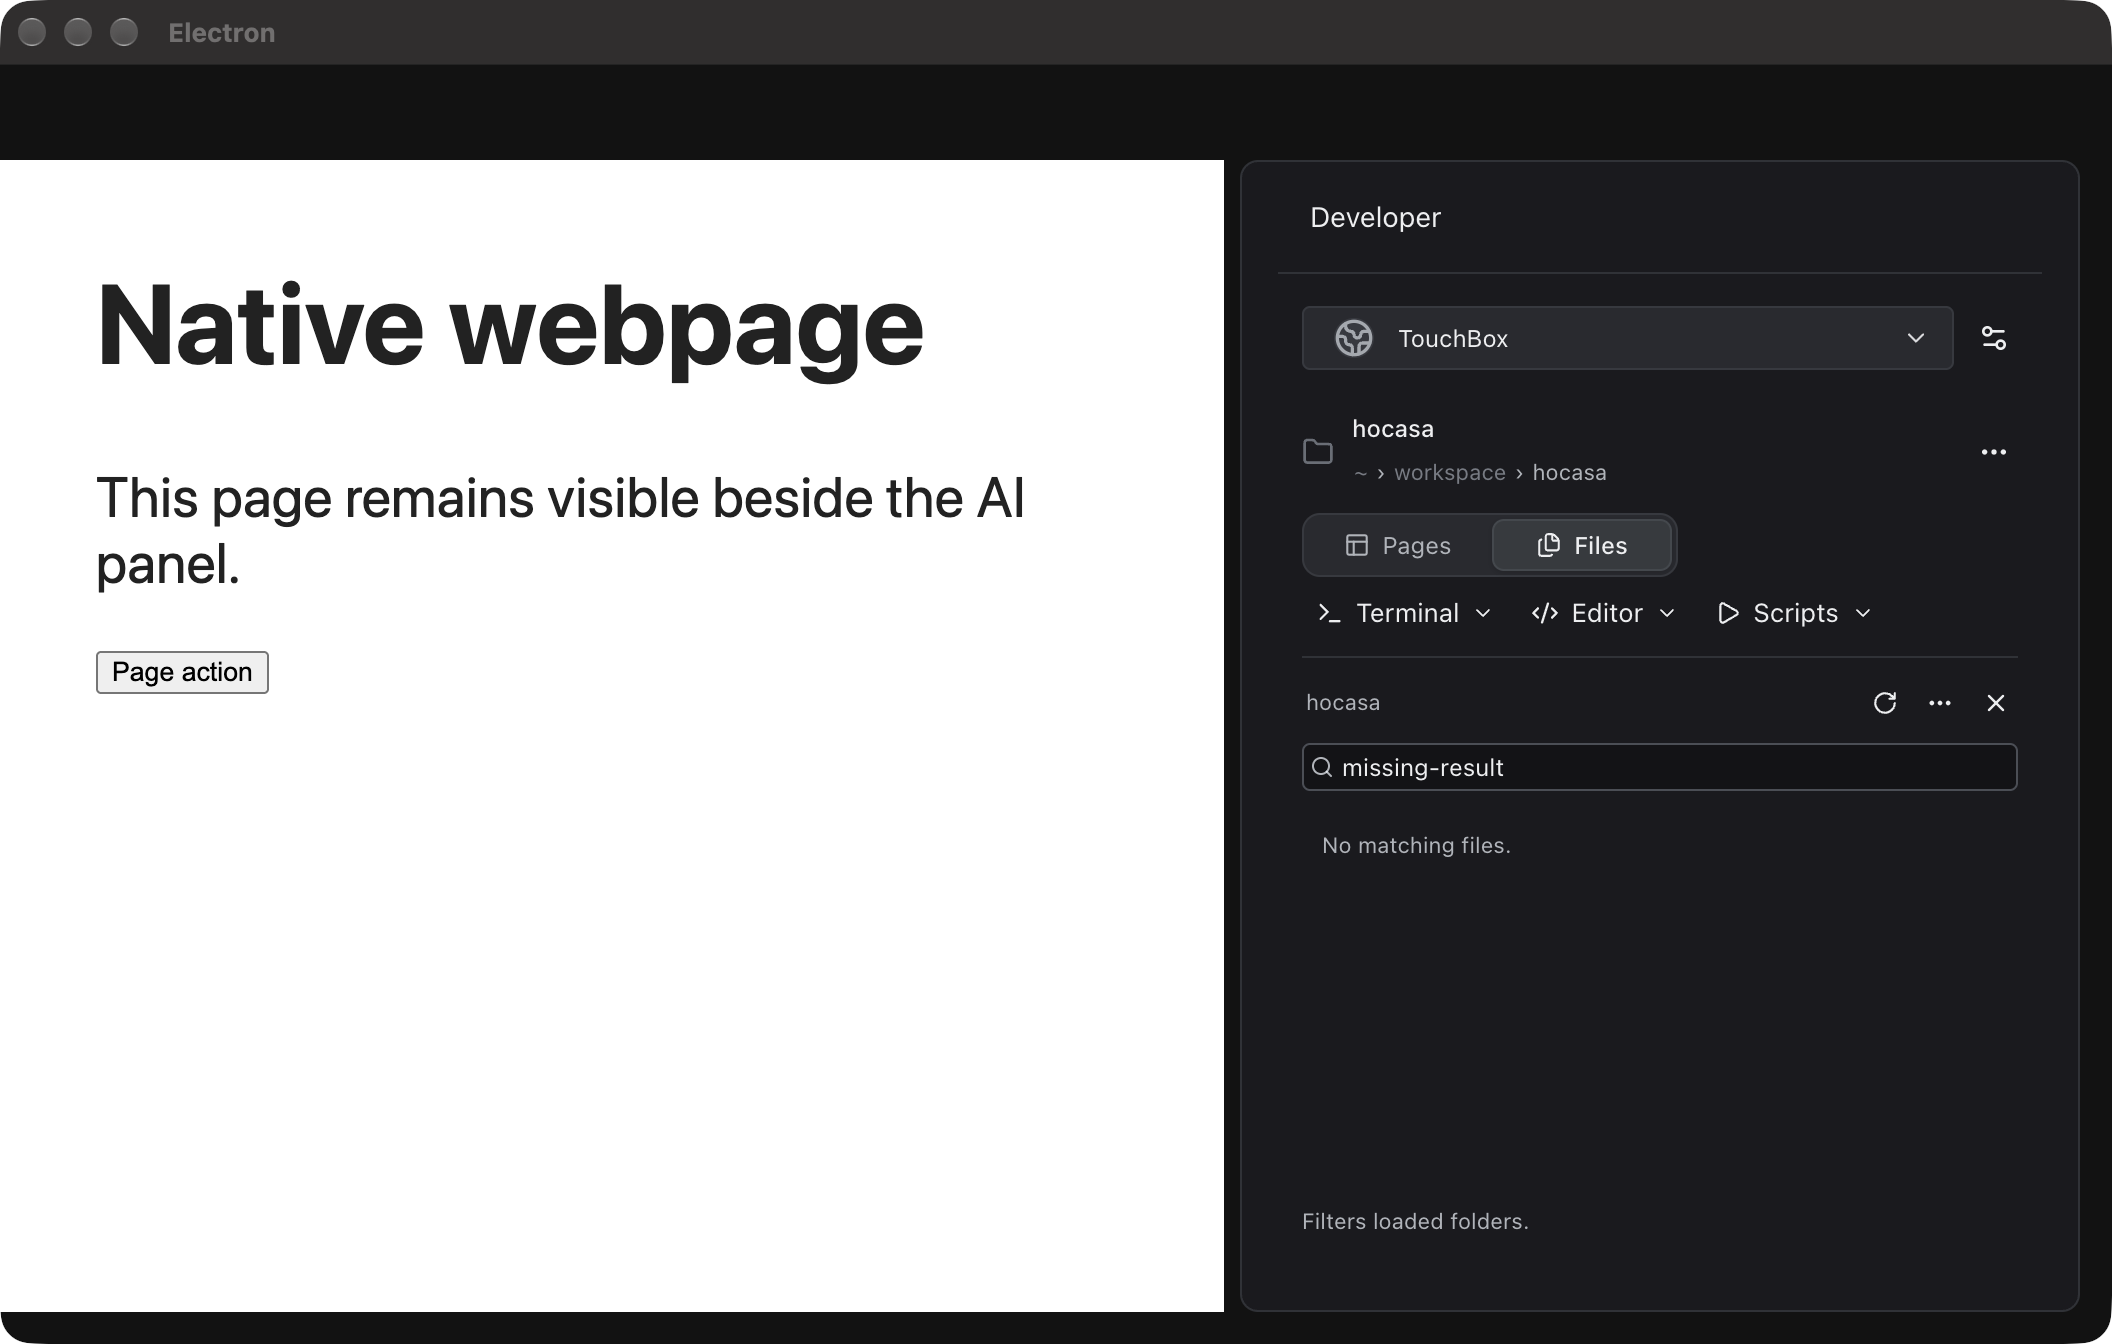 Electron
Native webpage
This page remains visible beside the AI
panel.
Page action
Developer
TouchBox
hocasa
~ › workspace › hocasa
Pages Files
Terminal Editor Scripts
hocasa
missing-result
No matching files.
Filters loaded folders.